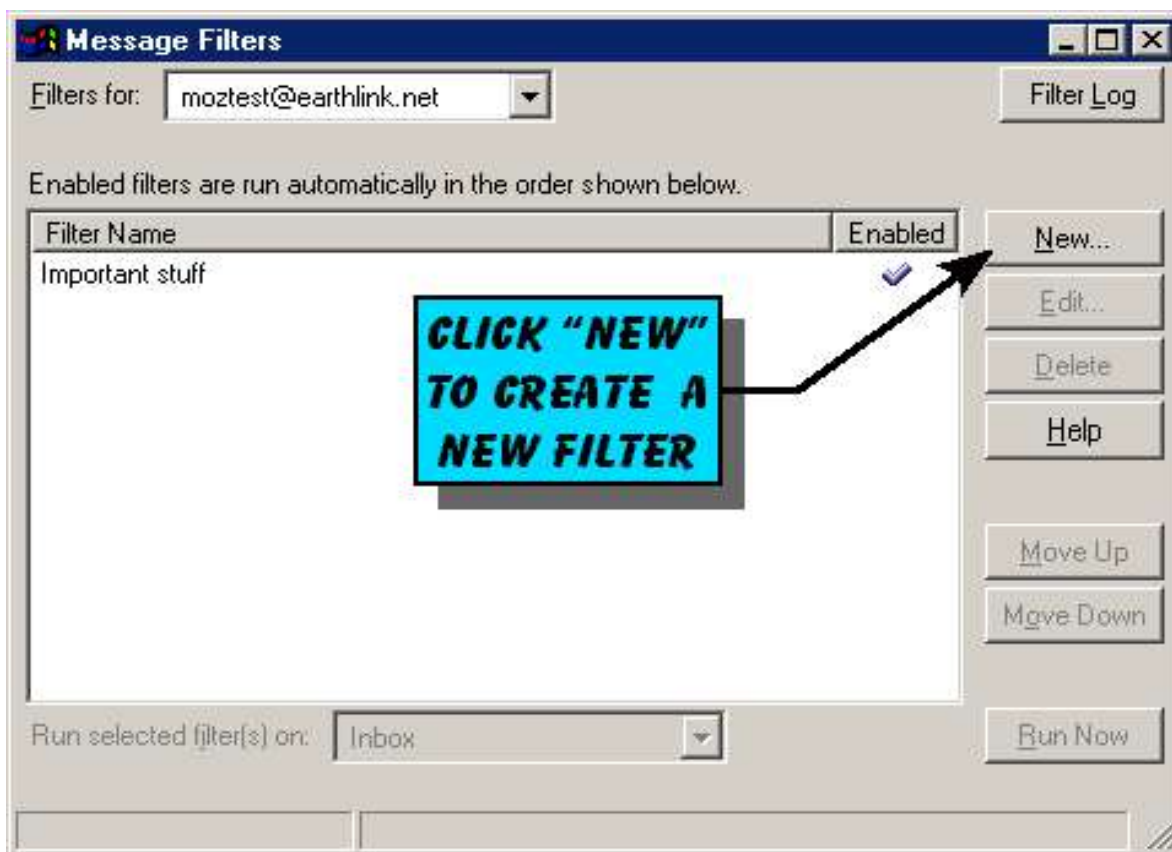 Message Filters
Filters for: moztest@earthlink.net Filter Log
Enabled filters are run automatically in the order shown below.
Filter Name Enabled New...
Important stuff
Edit...
CLICK “NEW”
TO CREATE A
NEW FILTER
Delete
Help
Move Up
Move Down
Run selected filter(s) on: Inbox Run Now